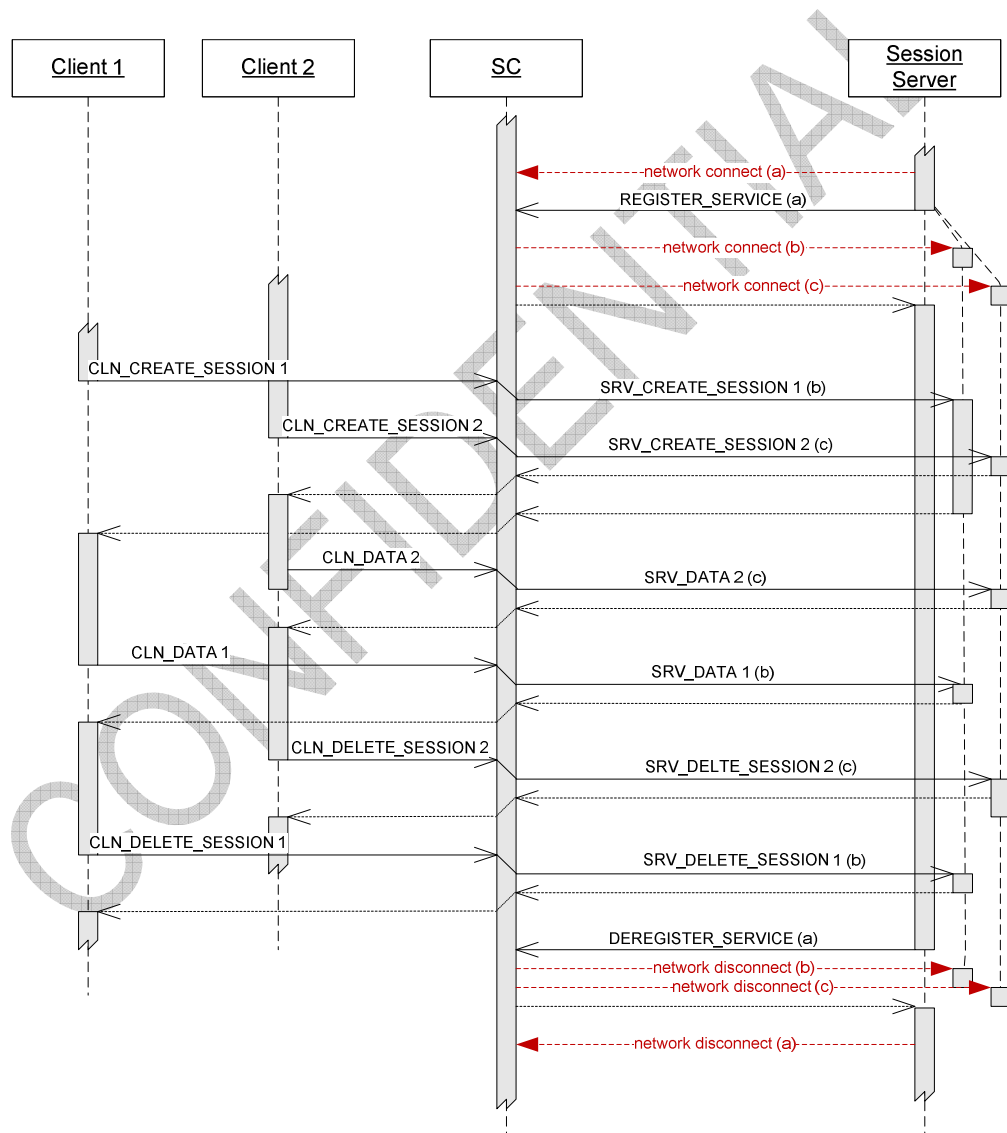 Client 1
Client 2
SC
Session
Server
network connect (a)
REGISTER_SERVICE (a)
network connect (b)
network connect (c)
CLN_CREATE_SESSION 1
SRV_CREATE_SESSION 1 (b)
CLN_CREATE_SESSION 2
SRV_CREATE_SESSION 2 (c)
CLN_DATA 2
SRV_DATA 2 (c)
CLN_DATA 1
SRV_DATA 1 (b)
CLN_DELETE_SESSION 2
SRV_DELTE_SESSION 2 (c)
CLN_DELETE_SESSION 1
SRV_DELETE_SESSION 1 (b)
DEREGISTER_SERVICE (a)
network disconnect (b)
network disconnect (c)
network disconnect (a)
CONFIDENTIAL